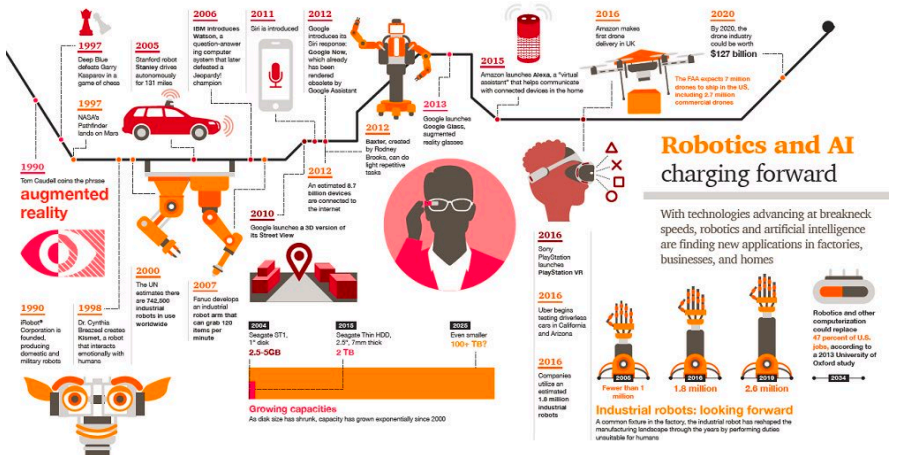 1997
Deep Blue
defeats Garry
Kasparov in a
game of chess
1997
NASA's
Pathfinder
lands on Mars
1990
Tom Caudell coins the phrase
augmented
reality
1990
iRobot®
Corporation is
founded,
producing
domestic and
military robots
1998
Dr. Cynthia
Breazeal creates
Kismet, a robot
that interacts
emotionally with
humans
2005
Stanford robot
Stanley drives
autonomously
for 131 miles
2000
The UN
estimates there
are 742,500
industrial
robots in use
worldwide
2006
IBM introduces
Watson, a
question-answer
ing computer
system that later
defeated a
Jeopardy!
champion
2007
Fanuc develops
an industrial
robot arm that
can grab 120
items per
minute
2011
Siri is introduced
2010
Google launches a 3D version of
its Street View
2012
Google
introduces its
Siri response:
Google Now,
which already
has been
rendered
obsolete by
Google Assistant
2012
An estimated 8.7
billion devices
are connected to
the internet
2012
Baxter, created
by Rodney
Brooks, can do
light repetitive
tasks
2013
Google launches
Google Glass,
augmented
reality glasses
2015
Amazon launches Alexa, a "virtual
assistant" that helps communicate
with connected devices in the home
2016
Amazon makes
first drone
delivery in UK
2020
By 2020, the
drone industry
could be worth
$127 billion
The FAA expects 7 million
drones to ship in the US,
including 2.7 million
commercial drones
Robotics and AI
charging forward
With technologies advancing at breakneck
speeds, robotics and artificial intelligence
are finding new applications in factories,
businesses, and homes
2016
Sony
PlayStation
launches
PlayStation VR
2016
Uber begins
testing driverless
cars in California
and Arizona
2016
Companies
utilize an
estimated
1.8 million
industrial
robots
2004
Seagate ST1,
1" disk
2.5-5GB
2015
Seagate Thin HDD,
2.5", 7mm thick
2 TB
2025
Even smaller
100+ TB?
Growing capacities
As disk size has shrunk, capacity has grown exponentially since 2000
2005
Fewer than 1
million
2016
1.8 million
2019
2.6 million
Industrial robots: looking forward
A common fixture in the factory, the industrial robot has reshaped the
manufacturing landscape through the years by performing duties
unsuitable for humans
Robotics and other
computerization
could replace
47 percent of U.S.
jobs, according to
a 2013 University of
Oxford study
2034